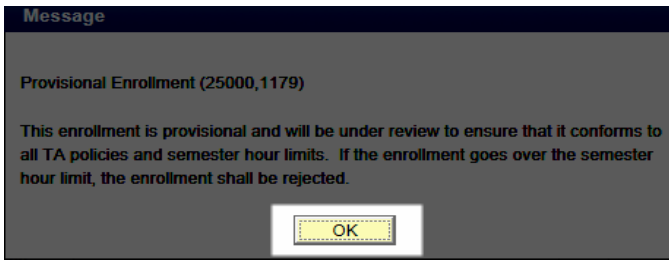 Message
Provisional Enrollment (25000,1179)
This enrollment is provisional and will be under review to ensure that it conforms to
all TA policies and semester hour limits.  If the enrollment goes over the semester
hour limit, the enrollment shall be rejected.
OK